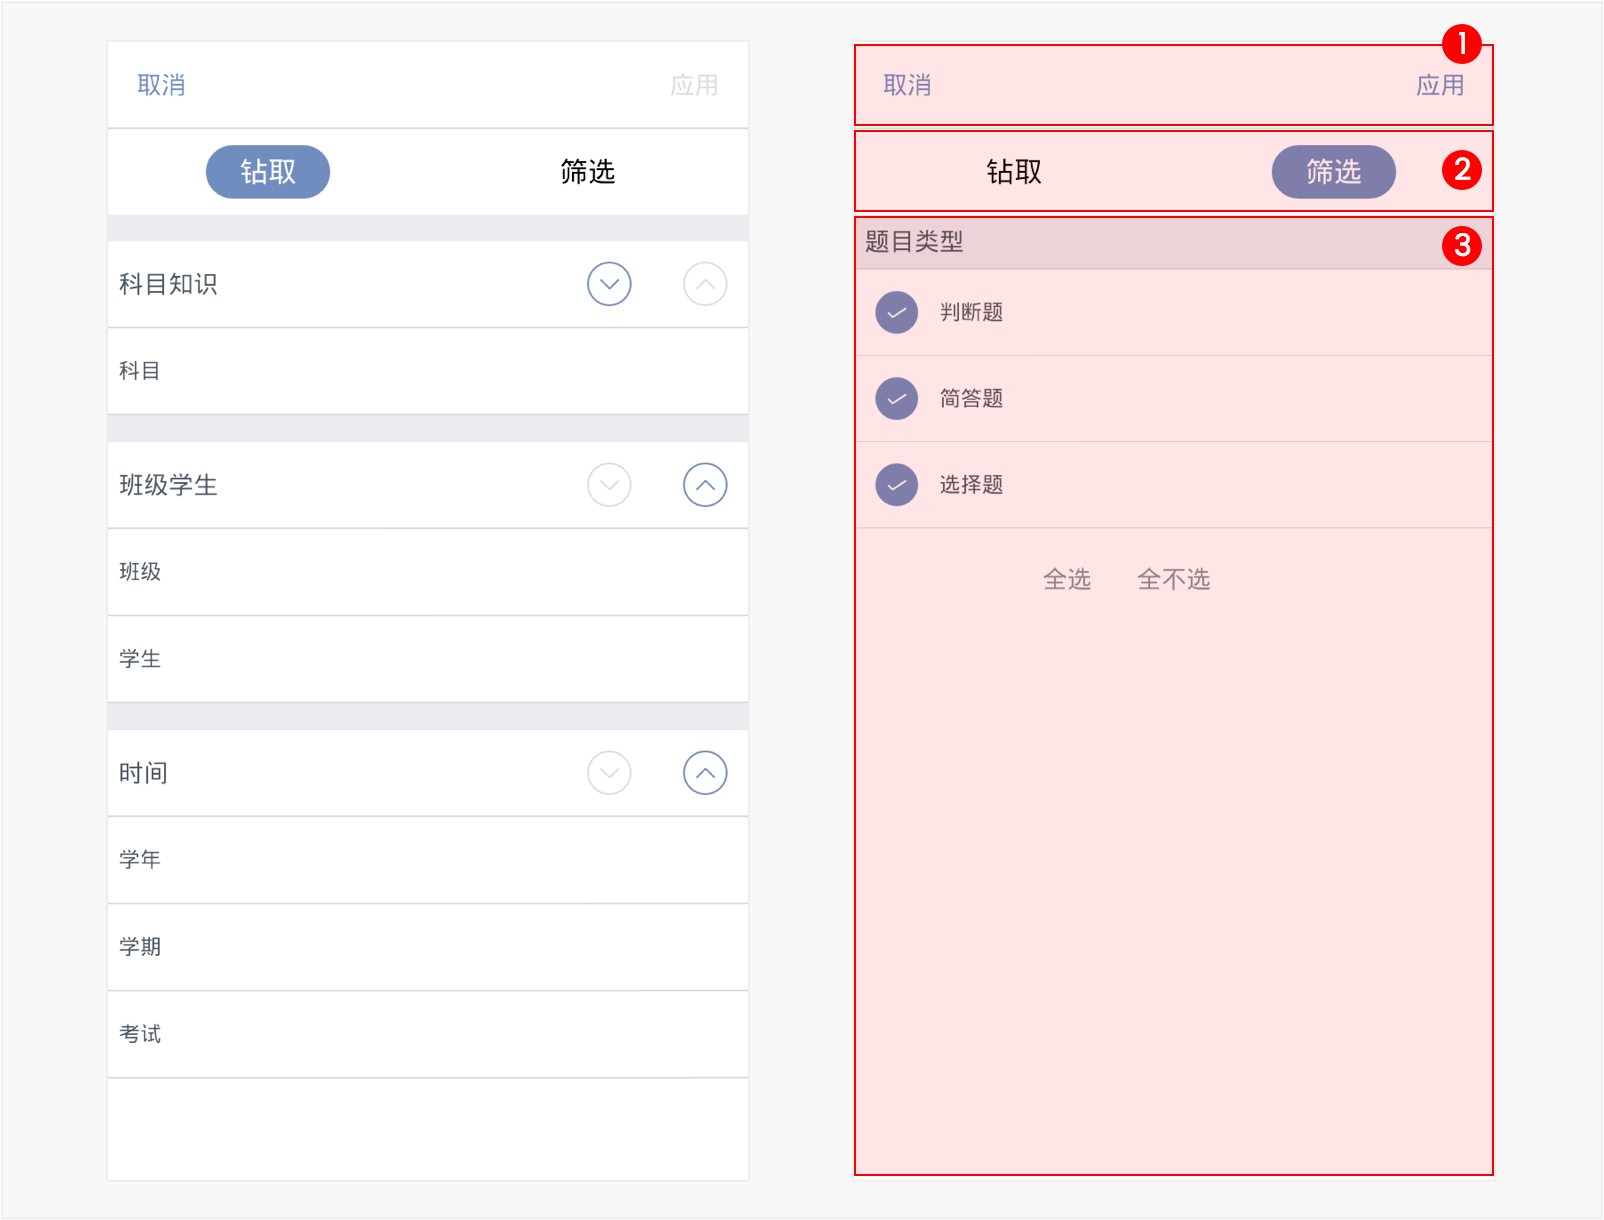 取消 应用
钻取 筛选
科目知识
科目
班级学生
班级
学生
时间
学年
学期
考试
1
取消 应用
钻取 筛选 2
题目类型 3
判断题
简答题
选择题
全选 全不选